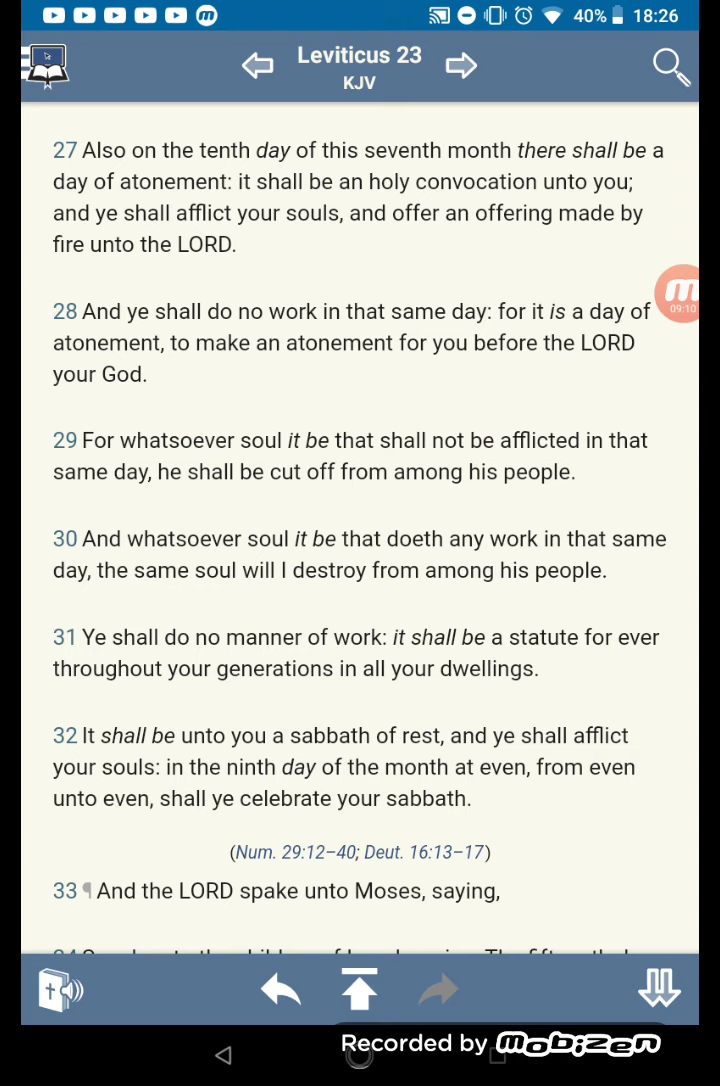 40% 18:26
Leviticus 23
KJV
27 Also on the tenth day of this seventh month there shall be a
day of atonement: it shall be an holy convocation unto you;
and ye shall afflict your souls, and offer an offering made by
fire unto the LORD.
09:10
28 And ye shall do no work in that same day: for it is a day of
atonement, to make an atonement for you before the LORD
your God.
29 For whatsoever soul it be that shall not be afflicted in that
same day, he shall be cut off from among his people.
30 And whatsoever soul it be that doeth any work in that same
day, the same soul will I destroy from among his people.
31 Ye shall do no manner of work: it shall be a statute for ever
throughout your generations in all your dwellings.
32 It shall be unto you a sabbath of rest, and ye shall afflict
your souls: in the ninth day of the month at even, from even
unto even, shall ye celebrate your sabbath.
(Num. 29:12–40; Deut. 16:13–17)
33 ¶ And the LORD spake unto Moses, saying,
Recorded by mobizen